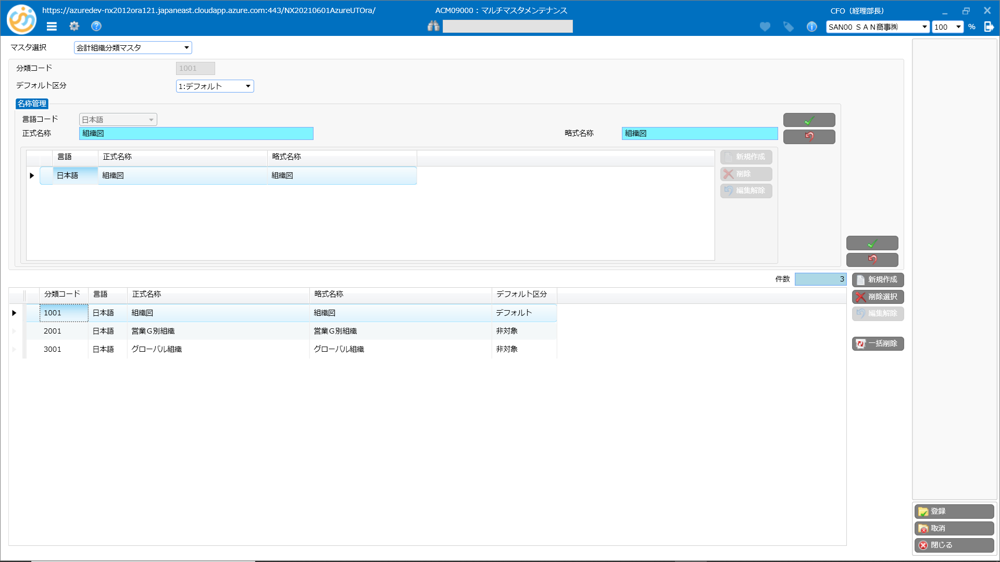 https://azuredev-nx2012ora121.japaneast.cloudapp.azure.com:443/NX20210601AzureUTOra/ ACM09000：マルチマスタメンテナンス CFO（経理部長）
SAN00 ＳＡＮ商事㈱ 100 %
マスタ選択 会計組織分類マスタ
分類コード 1001
デフォルト区分 1:デフォルト
名称管理
言語コード 日本語
正式名称 組織図 略式名称 組織図
言語 正式名称 略式名称 新規作成
日本語 組織図 組織図 削除
編集解除
件数 3 新規作成
分類コード 言語 正式名称 略式名称 デフォルト区分 削除選択
1001 日本語 組織図 組織図 デフォルト 編集解除
2001 日本語 営業Ｇ別組織 営業Ｇ別組織 非対象
3001 日本語 グローバル組織 グローバル組織 非対象 一括削除
登録
取消
閉じる